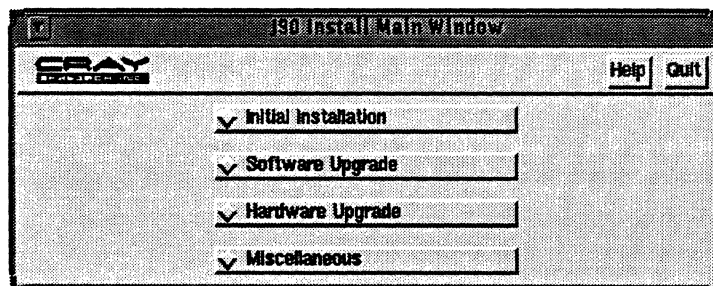 J90 Install Main Window
CRAY
Help Quit
Initial Installation
Software Upgrade
Hardware Upgrade
Miscellaneous